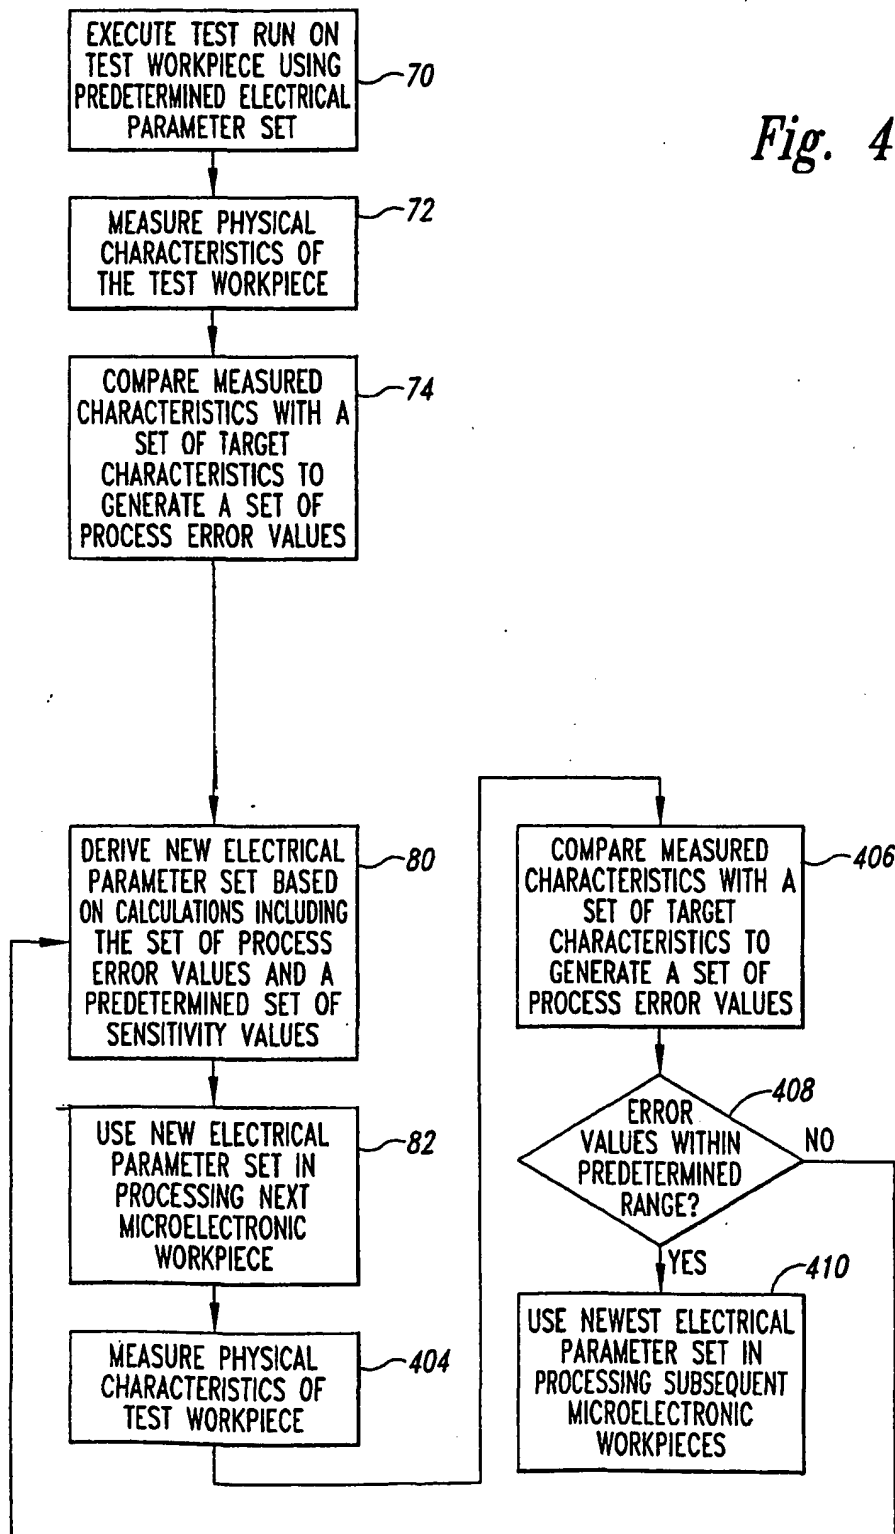 EXECUTE TEST RUN ON
TEST WORKPIECE USING
PREDETERMINED ELECTRICAL
PARAMETER SET
70
Fig. 4
MEASURE PHYSICAL
CHARACTERISTICS OF
THE TEST WORKPIECE
72
COMPARE MEASURED
CHARACTERISTICS WITH A
SET OF TARGET
CHARACTERISTICS TO
GENERATE A SET OF
PROCESS ERROR VALUES
74
DERIVE NEW ELECTRICAL
PARAMETER SET BASED
ON CALCULATIONS INCLUDING
THE SET OF PROCESS
ERROR VALUES AND A
PREDETERMINED SET OF
SENSITIVITY VALUES
80
USE NEW ELECTRICAL
PARAMETER SET IN
PROCESSING NEXT
MICROELECTRONIC
WORKPIECE
82
MEASURE PHYSICAL
CHARACTERISTICS OF
TEST WORKPIECE
404
COMPARE MEASURED
CHARACTERISTICS WITH A
SET OF TARGET
CHARACTERISTICS TO
GENERATE A SET OF
PROCESS ERROR VALUES
406
ERROR
VALUES WITHIN
PREDETERMINED
RANGE?
408
NO
YES
USE NEWEST ELECTRICAL
PARAMETER SET IN
PROCESSING SUBSEQUENT
MICROELECTRONIC
WORKPIECES
410